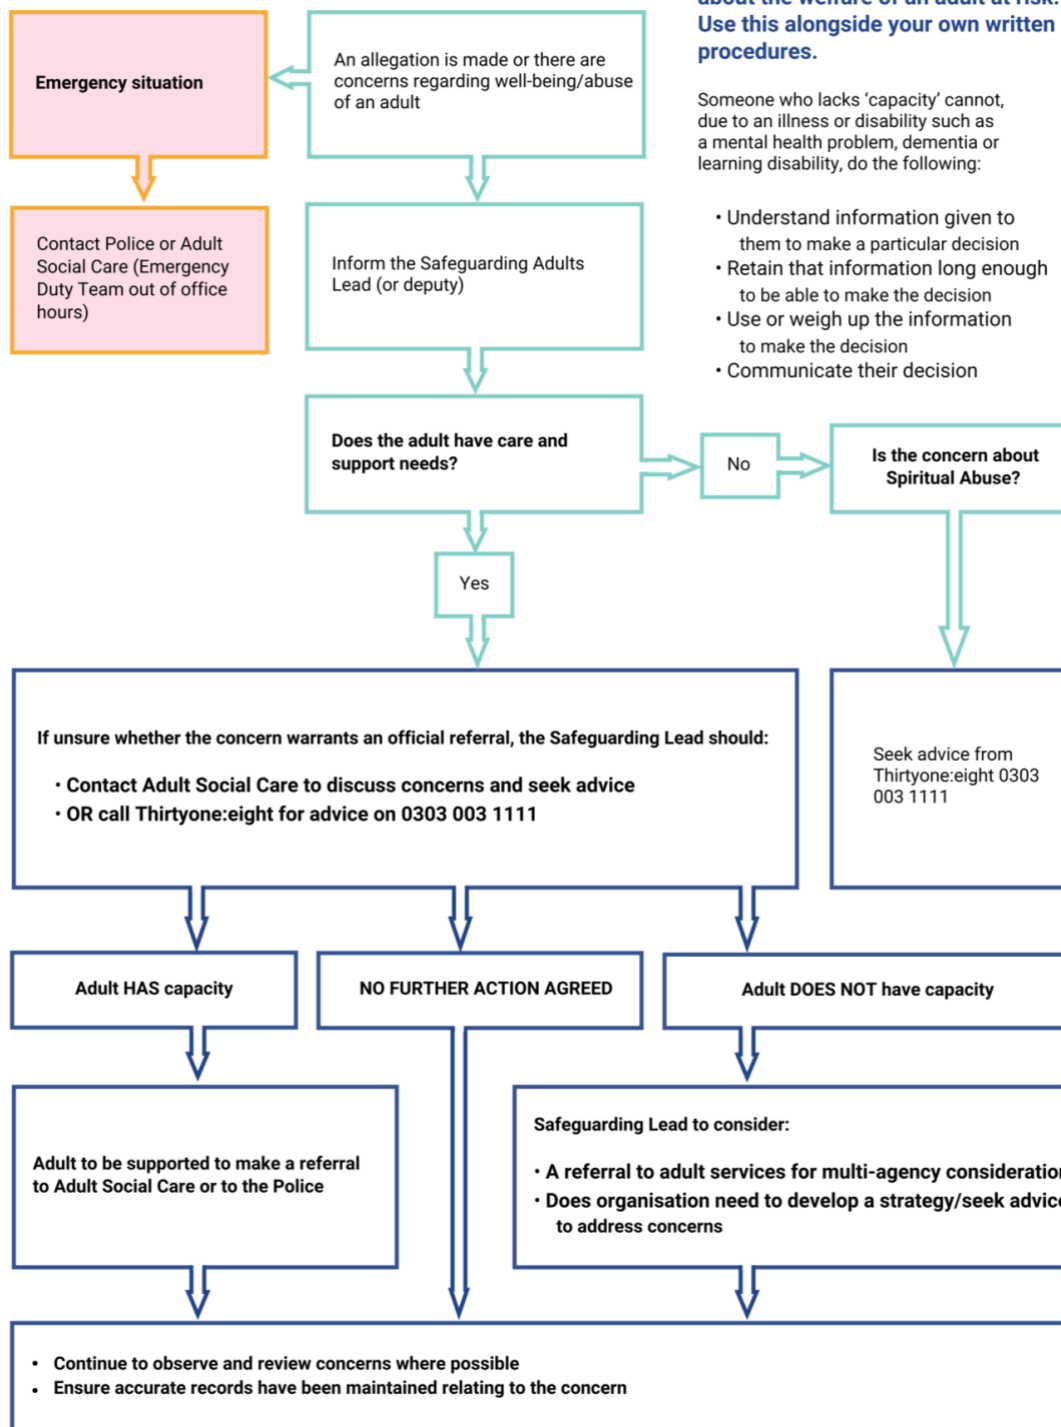 about the welfare of an adult at risk.
Use this alongside your own written
procedures.
Someone who lacks ‘capacity’ cannot,
due to an illness or disability such as
a mental health problem, dementia or
learning disability, do the following:
• Understand information given to
them to make a particular decision
• Retain that information long enough
to be able to make the decision
• Use or weigh up the information
to make the decision
• Communicate their decision
Emergency situation
An allegation is made or there are
concerns regarding well-being/abuse
of an adult
Contact Police or Adult
Social Care (Emergency
Duty Team out of office
hours)
Inform the Safeguarding Adults
Lead (or deputy)
Does the adult have care and
support needs?
No
Is the concern about
Spiritual Abuse?
Yes
If unsure whether the concern warrants an official referral, the Safeguarding Lead should:
• Contact Adult Social Care to discuss concerns and seek advice
• OR call Thirtyone:eight for advice on 0303 003 1111
Seek advice from
Thirtyone:eight 0303
003 1111
Adult HAS capacity
NO FURTHER ACTION AGREED
Adult DOES NOT have capacity
Adult to be supported to make a referral
to Adult Social Care or to the Police
Safeguarding Lead to consider:
• A referral to adult services for multi-agency consideration
• Does organisation need to develop a strategy/seek advice
to address concerns
• Continue to observe and review concerns where possible
• Ensure accurate records have been maintained relating to the concern